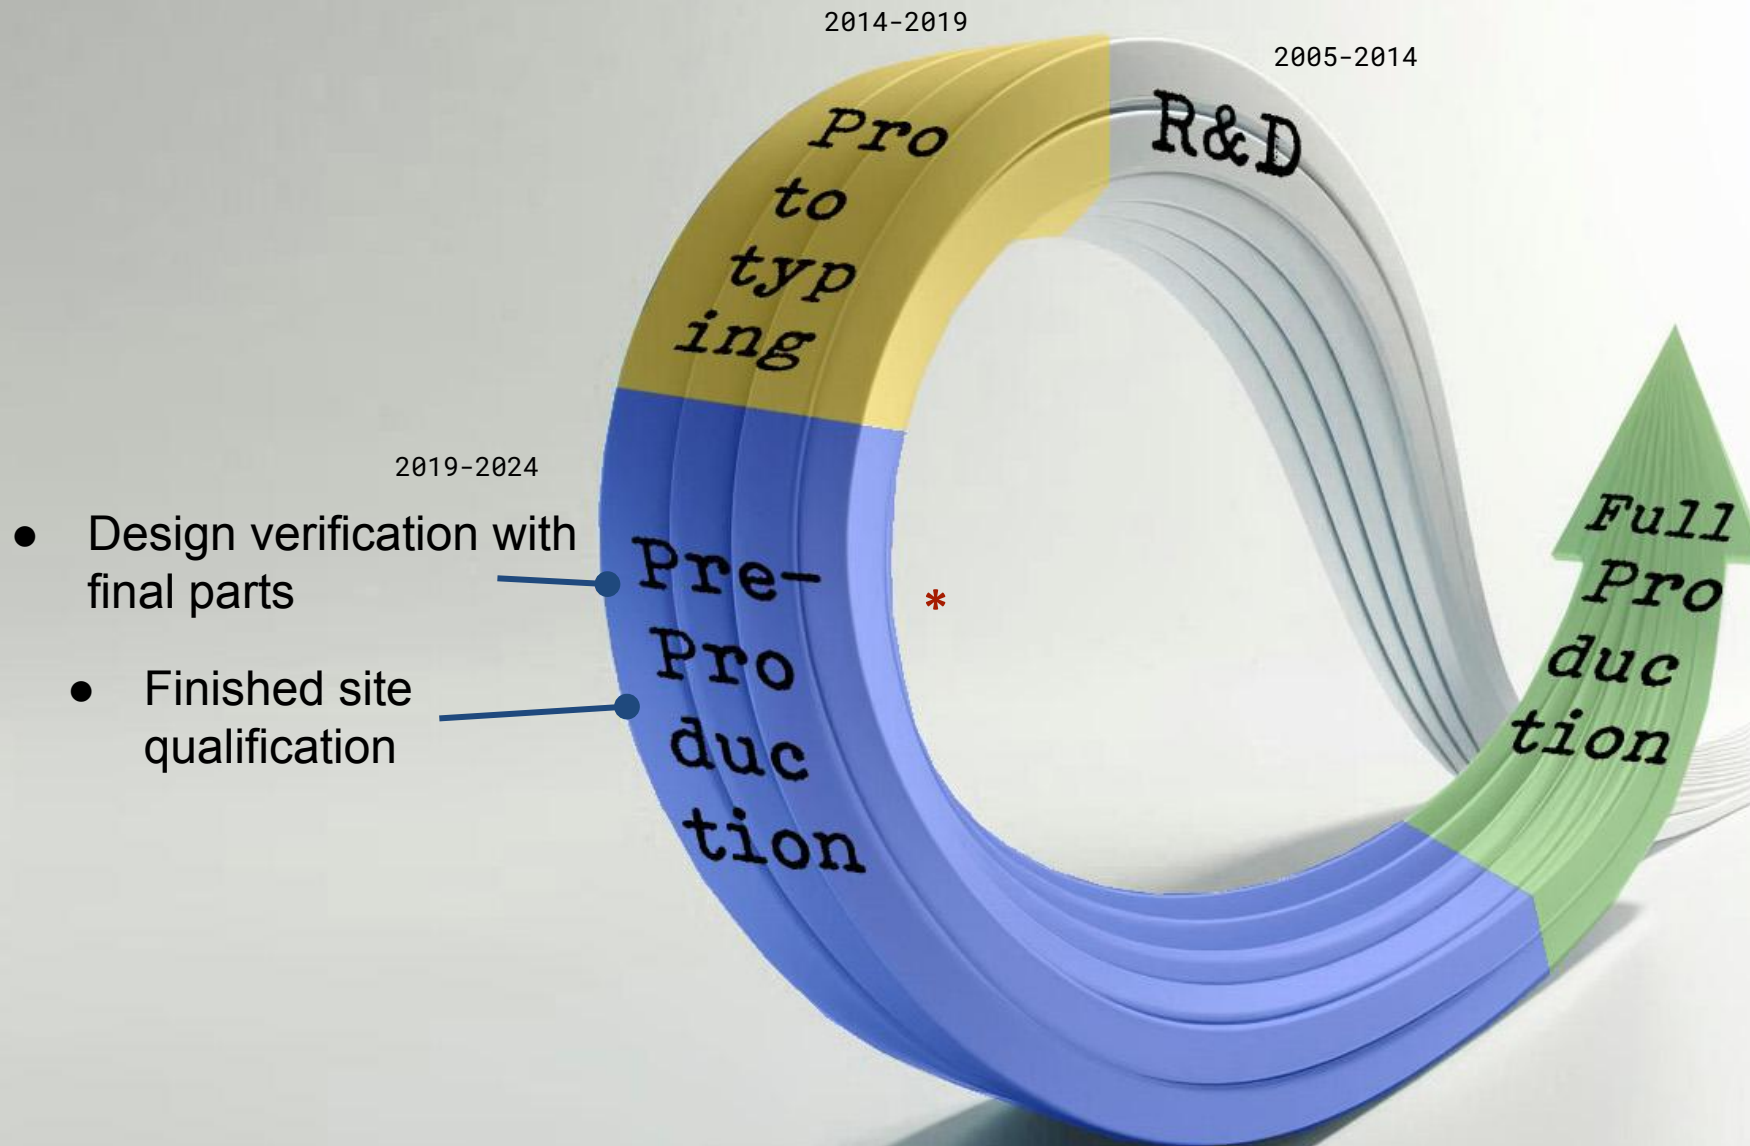 2014-2019
2005-2014
R&D
Pro
to
typ
ing
2019-2024
● Design verification with
final parts
● Finished site
qualification
Pre-
Pro
duc
tion
*
Full
Pro
duc
tion